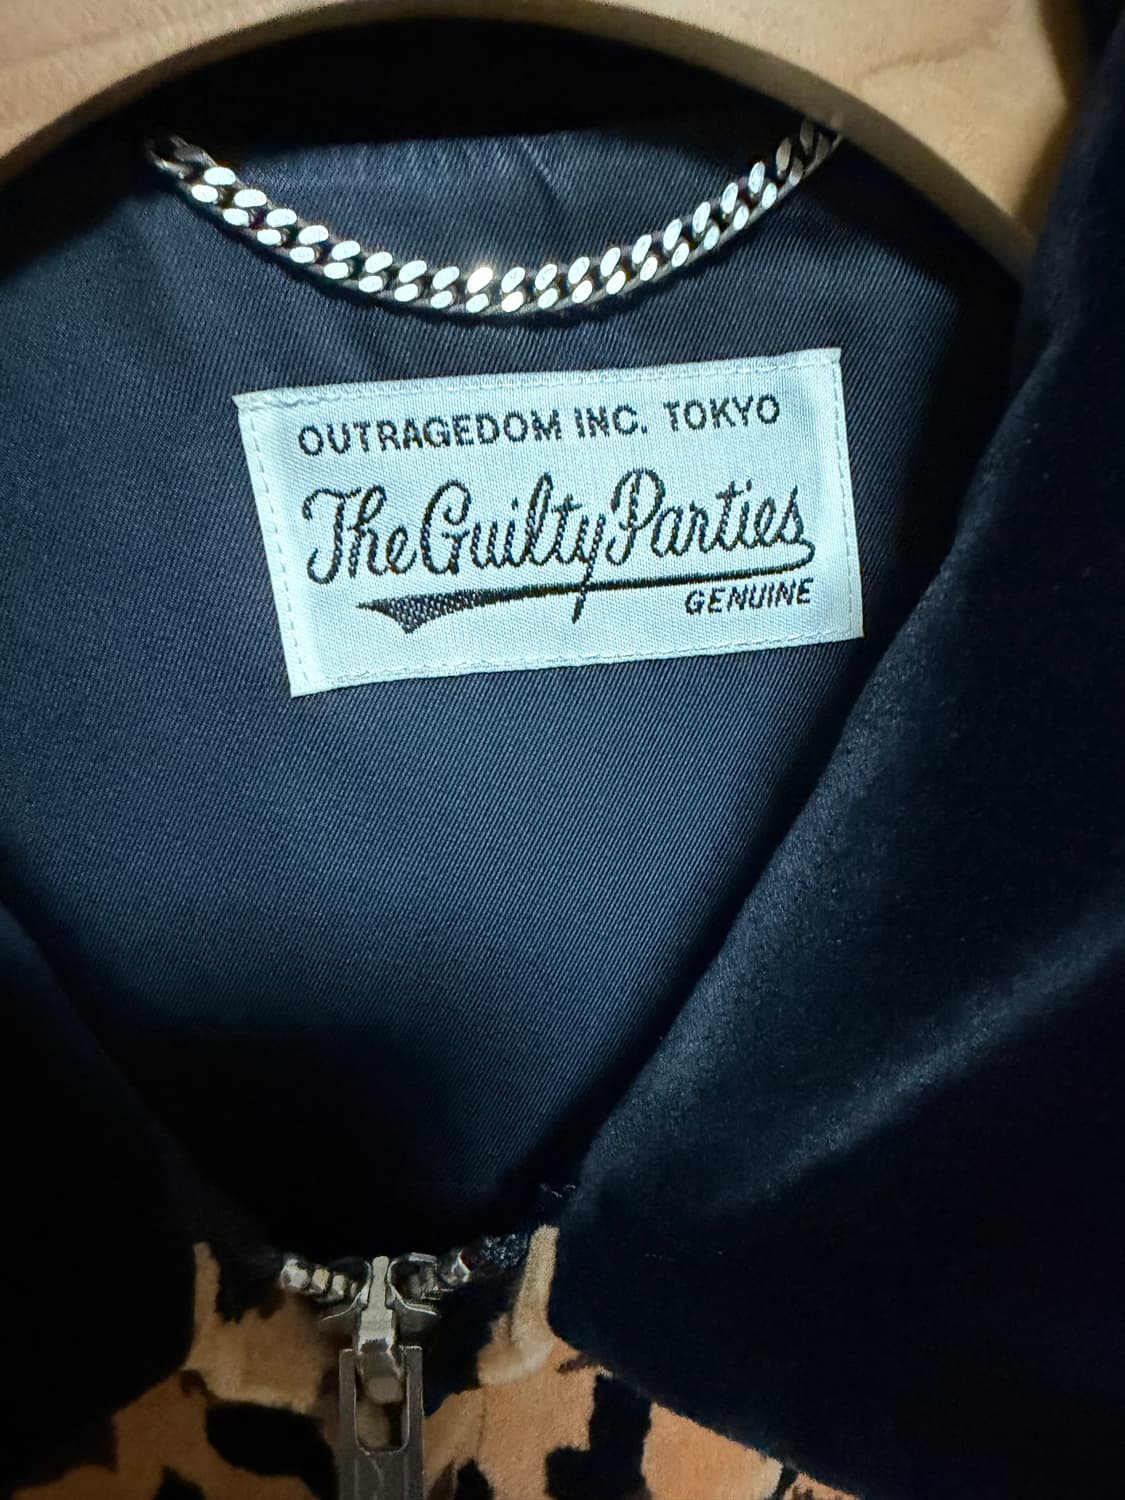 OUTRAGEDOM INC. TOKYO
The Guilty Parties
GENUINE